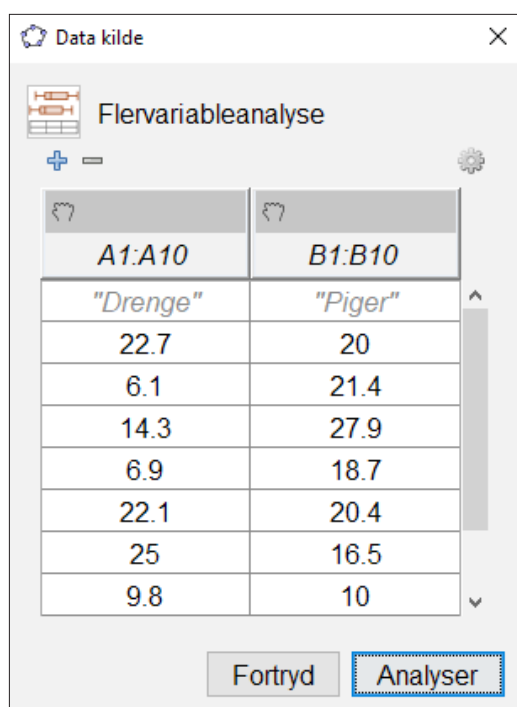 Data kilde
Flervariableanalyse
A1:A10 B1:B10
"Drenge" "Piger"
22.7 20
6.1 21.4
14.3 27.9
6.9 18.7
22.1 20.4
25 16.5
9.8 10
Fortryd Analyser